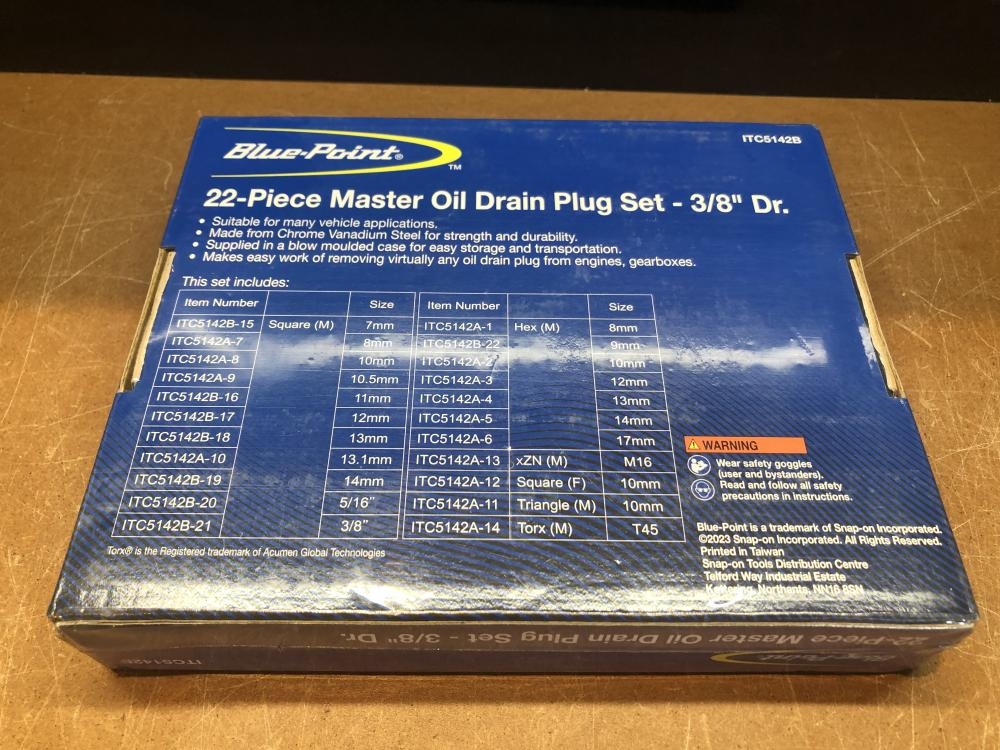 Blue-Point®
TM
ITC5142B
22-Piece Master Oil Drain Plug Set - 3/8" Dr.
• Suitable for many vehicle applications.
• Made from Chrome Vanadium Steel for strength and durability.
• Supplied in a blow moulded case for easy storage and transportation.
• Makes easy work of removing virtually any oil drain plug from engines, gearboxes.
This set includes:
Item Number Size Item Number Size
ITC5142B-15 Square (M) 7mm ITC5142A-1 Hex (M) 8mm
ITC5142A-7 8mm ITC5142B-22 9mm
ITC5142A-8 10mm ITC5142A-2 10mm
ITC5142A-9 10.5mm ITC5142A-3 12mm
ITC5142B-16 11mm ITC5142A-4 13mm
ITC5142B-17 12mm ITC5142A-5 14mm
ITC5142B-18 13mm ITC5142A-6 17mm
ITC5142A-10 13.1mm ITC5142A-13 xZN (M) M16
ITC5142B-19 14mm ITC5142A-12 Square (F) 10mm
ITC5142B-20 5/16" ITC5142A-11 Triangle (M) 10mm
ITC5142B-21 3/8" ITC5142A-14 Torx (M) T45
Torx® is the Registered trademark of Acumen Global Technologies
WARNING
Wear safety goggles
(user and bystanders).
Read and follow all safety
precautions in instructions.
Blue-Point is a trademark of Snap-on Incorporated.
©2023 Snap-on Incorporated. All Rights Reserved.
Printed in Taiwan
Snap-on Tools Distribution Centre
Telford Way Industrial Estate
Kettering, Northants, NN16 8SN
22-Piece Master Oil Drain Plug Set - 3/8" Dr.
Blue-Point®
ITC5142B